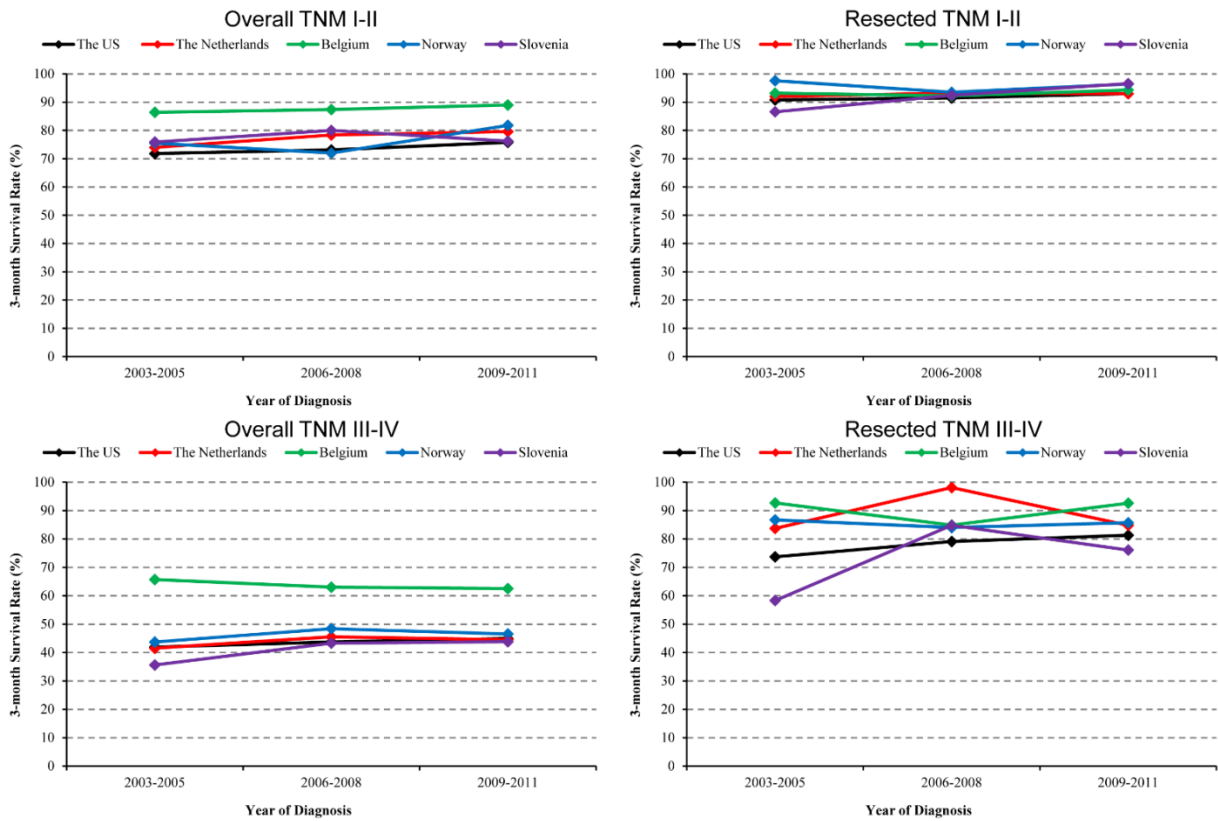 Overall TNM I-II
The US The Netherlands Belgium Norway Slovenia
100
90
80
70
60
50
40
30
20
10
0
3-month Survival Rate (%)
2003-2005 2006-2008 2009-2011
Year of Diagnosis
Resected TNM I-II
The US The Netherlands Belgium Norway Slovenia
100
90
80
70
60
50
40
30
20
10
0
3-month Survival Rate (%)
2003-2005 2006-2008 2009-2011
Year of Diagnosis
Overall TNM III-IV
The US The Netherlands Belgium Norway Slovenia
100
90
80
70
60
50
40
30
20
10
0
3-month Survival Rate (%)
2003-2005 2006-2008 2009-2011
Year of Diagnosis
Resected TNM III-IV
The US The Netherlands Belgium Norway Slovenia
100
90
80
70
60
50
40
30
20
10
0
3-month Survival Rate (%)
2003-2005 2006-2008 2009-2011
Year of Diagnosis